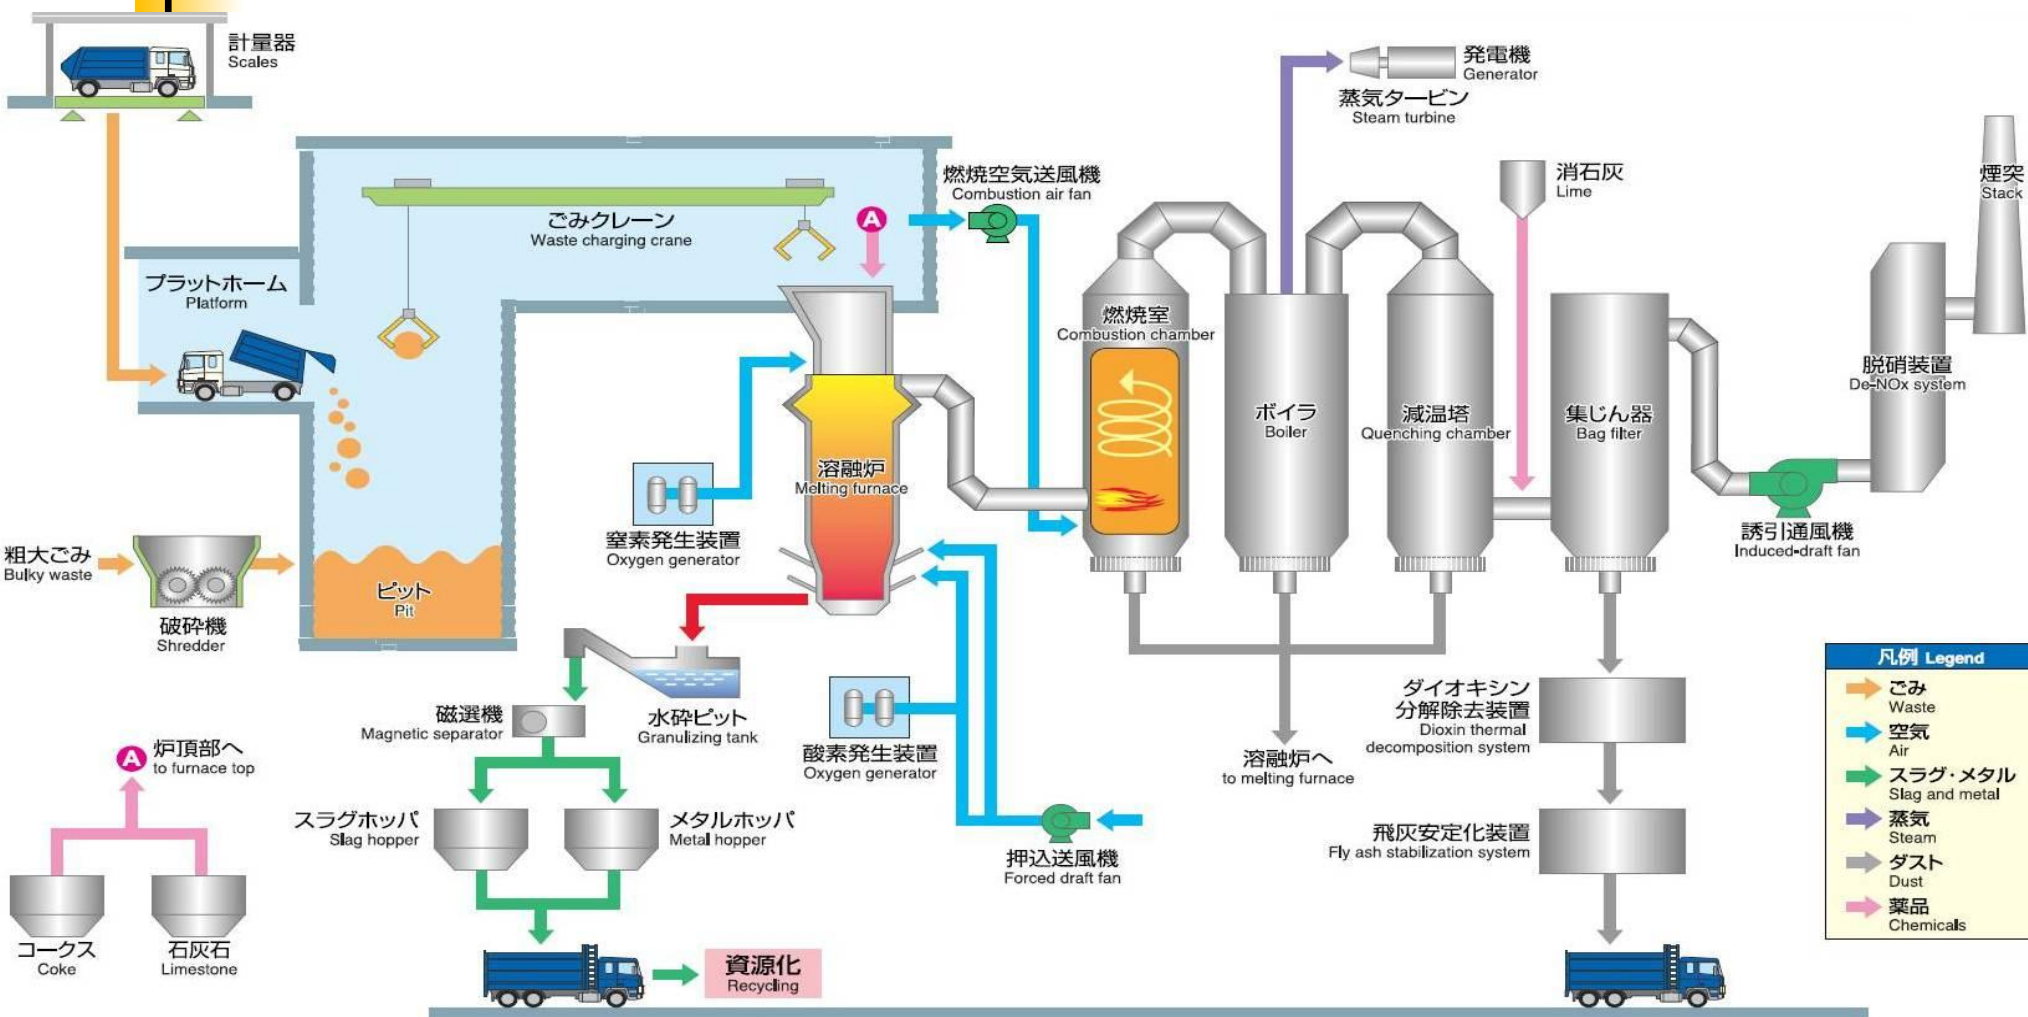 計量器
Scales
発電機
Generator
蒸気タービン
Steam turbine
燃焼空気送風機
Combustion air fan
消石灰
Lime
煙突
Stack
ごみクレーン
Waste charging crane
A
プラットホーム
Platform
燃焼室
Combustion chamber
脱硝装置
De-NOx system
ボイラ
Boiler
減温塔
Quenching chamber
集じん器
Bag filter
溶融炉
Melting furnace
窒素発生装置
Oxygen generator
誘引通風機
Induced-draft fan
粗大ごみ
Bulky waste
ピット
Pit
破砕機
Shredder
磁選機
Magnetic separator
水砕ピット
Granulizing tank
酸素発生装置
Oxygen generator
ダイオキシン
分解除去装置
Dioxin thermal
decomposition system
A
炉頂部へ
to furnace top
溶融炉へ
to melting furnace
スラグホッパ
Slag hopper
メタルホッパ
Metal hopper
押込送風機
Forced draft fan
飛灰安定化装置
Fly ash stabilization system
コークス
Coke
石灰石
Limestone
資源化
Recycling
凡例 Legend
ごみ
Waste
空気
Air
スラグ・メタル
Slag and metal
蒸気
Steam
ダスト
Dust
薬品
Chemicals